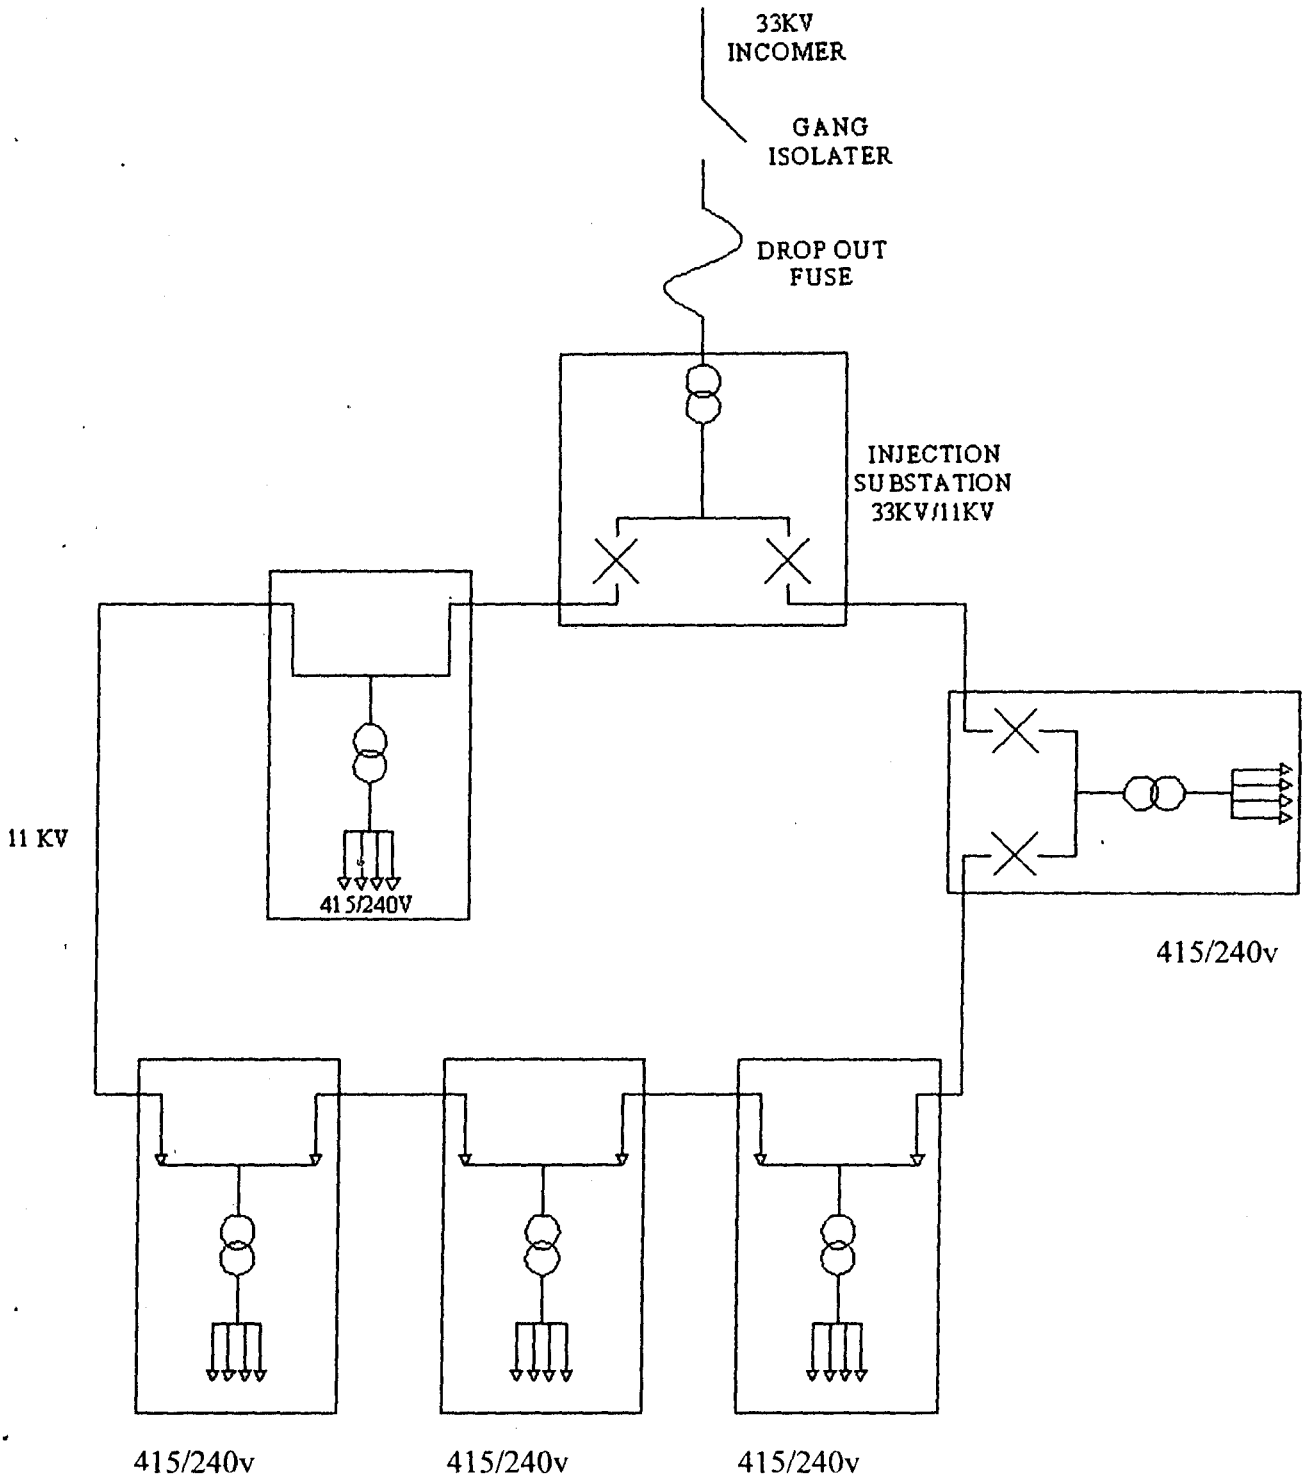 33KV
INCOMER
GANG
ISOLATER
DROP OUT
FUSE
INJECTION
SUBSTATION
33KV/11KV
11 KV
415/240V
415/240v
415/240v
415/240v
415/240v